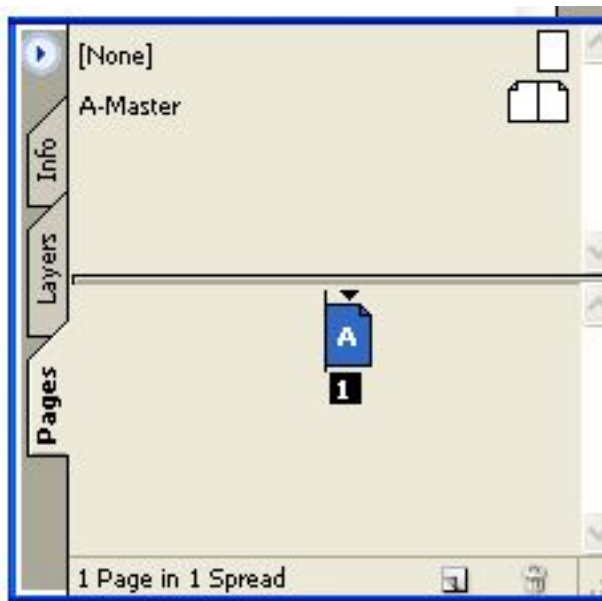 [None]
A-Master
Info
Layers
Pages
A
1
1 Page in 1 Spread